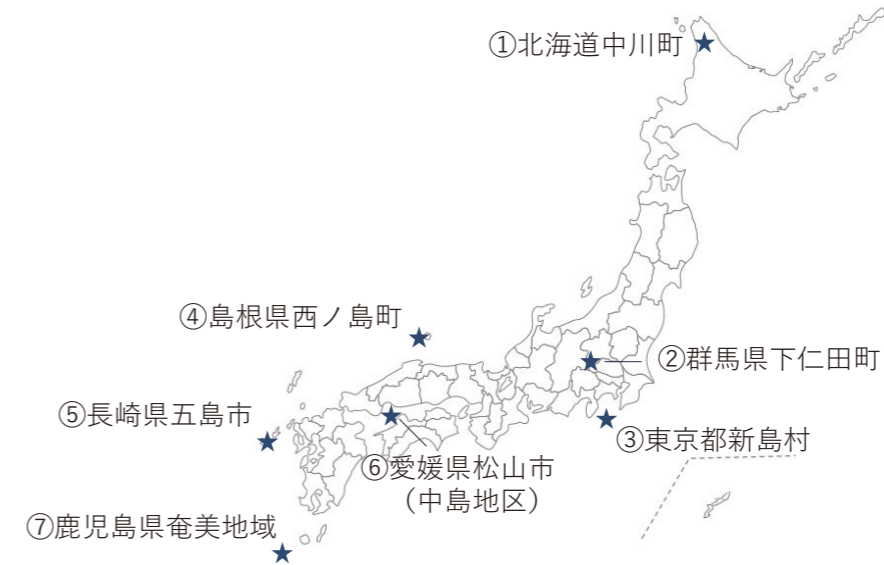 ①北海道中川町
④島根県西ノ島町
②群馬県下仁田町
⑤長崎県五島市
③東京都新島村
⑥愛媛県松山市
（中島地区）
⑦鹿児島県奄美地域